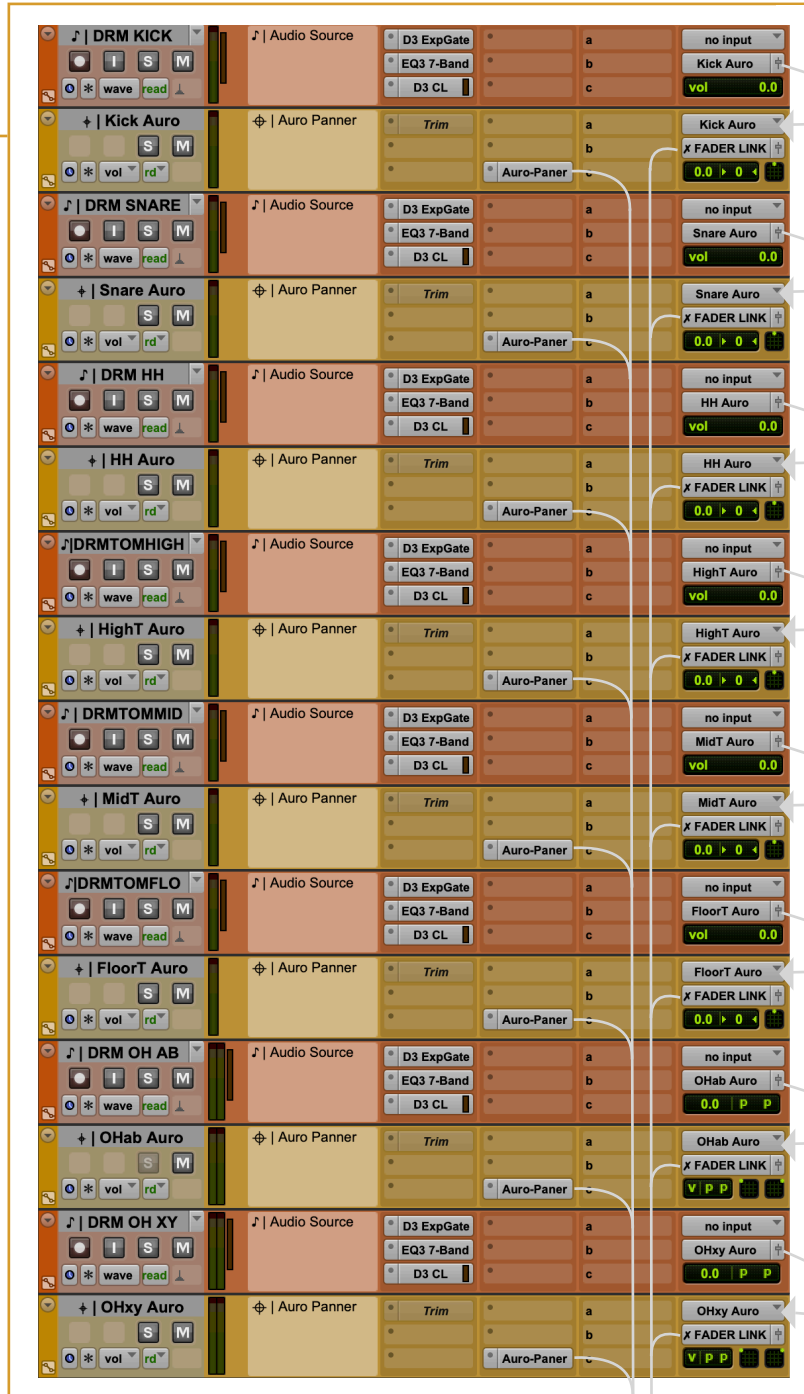 ♪ | DRM KICK ♪ | Audio Source D3 ExpGate a no input
I S M EQ3 7-Band b Kick Auro
wave read D3 CL c vol 0.0
| Kick Auro | Auro Panner Trim a Kick Auro
S M b ✗ FADER LINK
vol rd Auro-Paner c 0.0 0
♪ | DRM SNARE ♪ | Audio Source D3 ExpGate a no input
I S M EQ3 7-Band b Snare Auro
wave read D3 CL c vol 0.0
| Snare Auro | Auro Panner Trim a Snare Auro
S M b ✗ FADER LINK
vol rd Auro-Paner c 0.0 0
♪ | DRM HH ♪ | Audio Source D3 ExpGate a no input
I S M EQ3 7-Band b HH Auro
wave read D3 CL c vol 0.0
| HH Auro | Auro Panner Trim a HH Auro
S M b ✗ FADER LINK
vol rd Auro-Paner c 0.0 0
♪|DRMTOMHIGH ♪ | Audio Source D3 ExpGate a no input
I S M EQ3 7-Band b HighT Auro
wave read D3 CL c vol 0.0
| HighT Auro | Auro Panner Trim a HighT Auro
S M b ✗ FADER LINK
vol rd Auro-Paner c 0.0 0
♪ | DRMTOMMID ♪ | Audio Source D3 ExpGate a no input
I S M EQ3 7-Band b MidT Auro
wave read D3 CL c vol 0.0
| MidT Auro | Auro Panner Trim a MidT Auro
S M b ✗ FADER LINK
vol rd Auro-Paner c 0.0 0
♪|DRMTOMFLO ♪ | Audio Source D3 ExpGate a no input
I S M EQ3 7-Band b FloorT Auro
wave read D3 CL c vol 0.0
| FloorT Auro | Auro Panner Trim a FloorT Auro
S M b ✗ FADER LINK
vol rd Auro-Paner c 0.0 0
♪ | DRM OH AB ♪ | Audio Source D3 ExpGate a no input
I S M EQ3 7-Band b OHab Auro
wave read D3 CL c 0.0 p p
| OHab Auro | Auro Panner Trim a OHab Auro
S M b ✗ FADER LINK
vol rd Auro-Paner c v p p
♪ | DRM OH XY ♪ | Audio Source D3 ExpGate a no input
I S M EQ3 7-Band b OHxy Auro
wave read D3 CL c 0.0 p p
| OHxy Auro | Auro Panner Trim a OHxy Auro
S M b ✗ FADER LINK
vol rd Auro-Paner c v p p